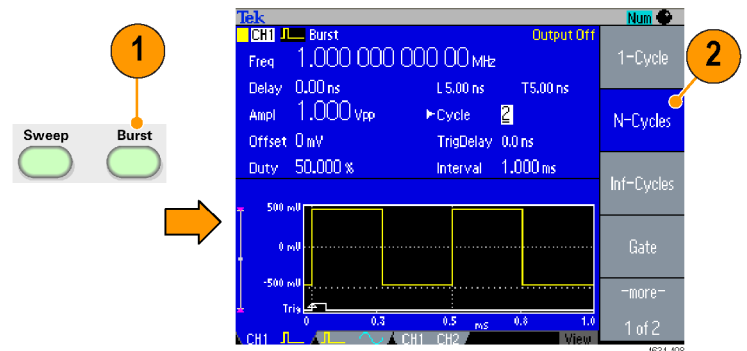 1
Sweep Burst
Tek Num
CH1 Burst Output Off
Freq 1.000 000 000 00 MHz
Delay 0.00 ns L 5.00 ns T5.00 ns
Ampl 1.000 Vpp Cycle 2
Offset 0 mV TrigDelay 0.0 ns
Duty 50.000 % Interval 1.000 ms
1-Cycle
2
N-Cycles
Inf-Cycles
Gate
-more-
1 of 2
500 mV
0 mV
-500 mV
Trig
0 0.3 0.5 ms 0.8 1.0
CH1 CH1 CH2 View